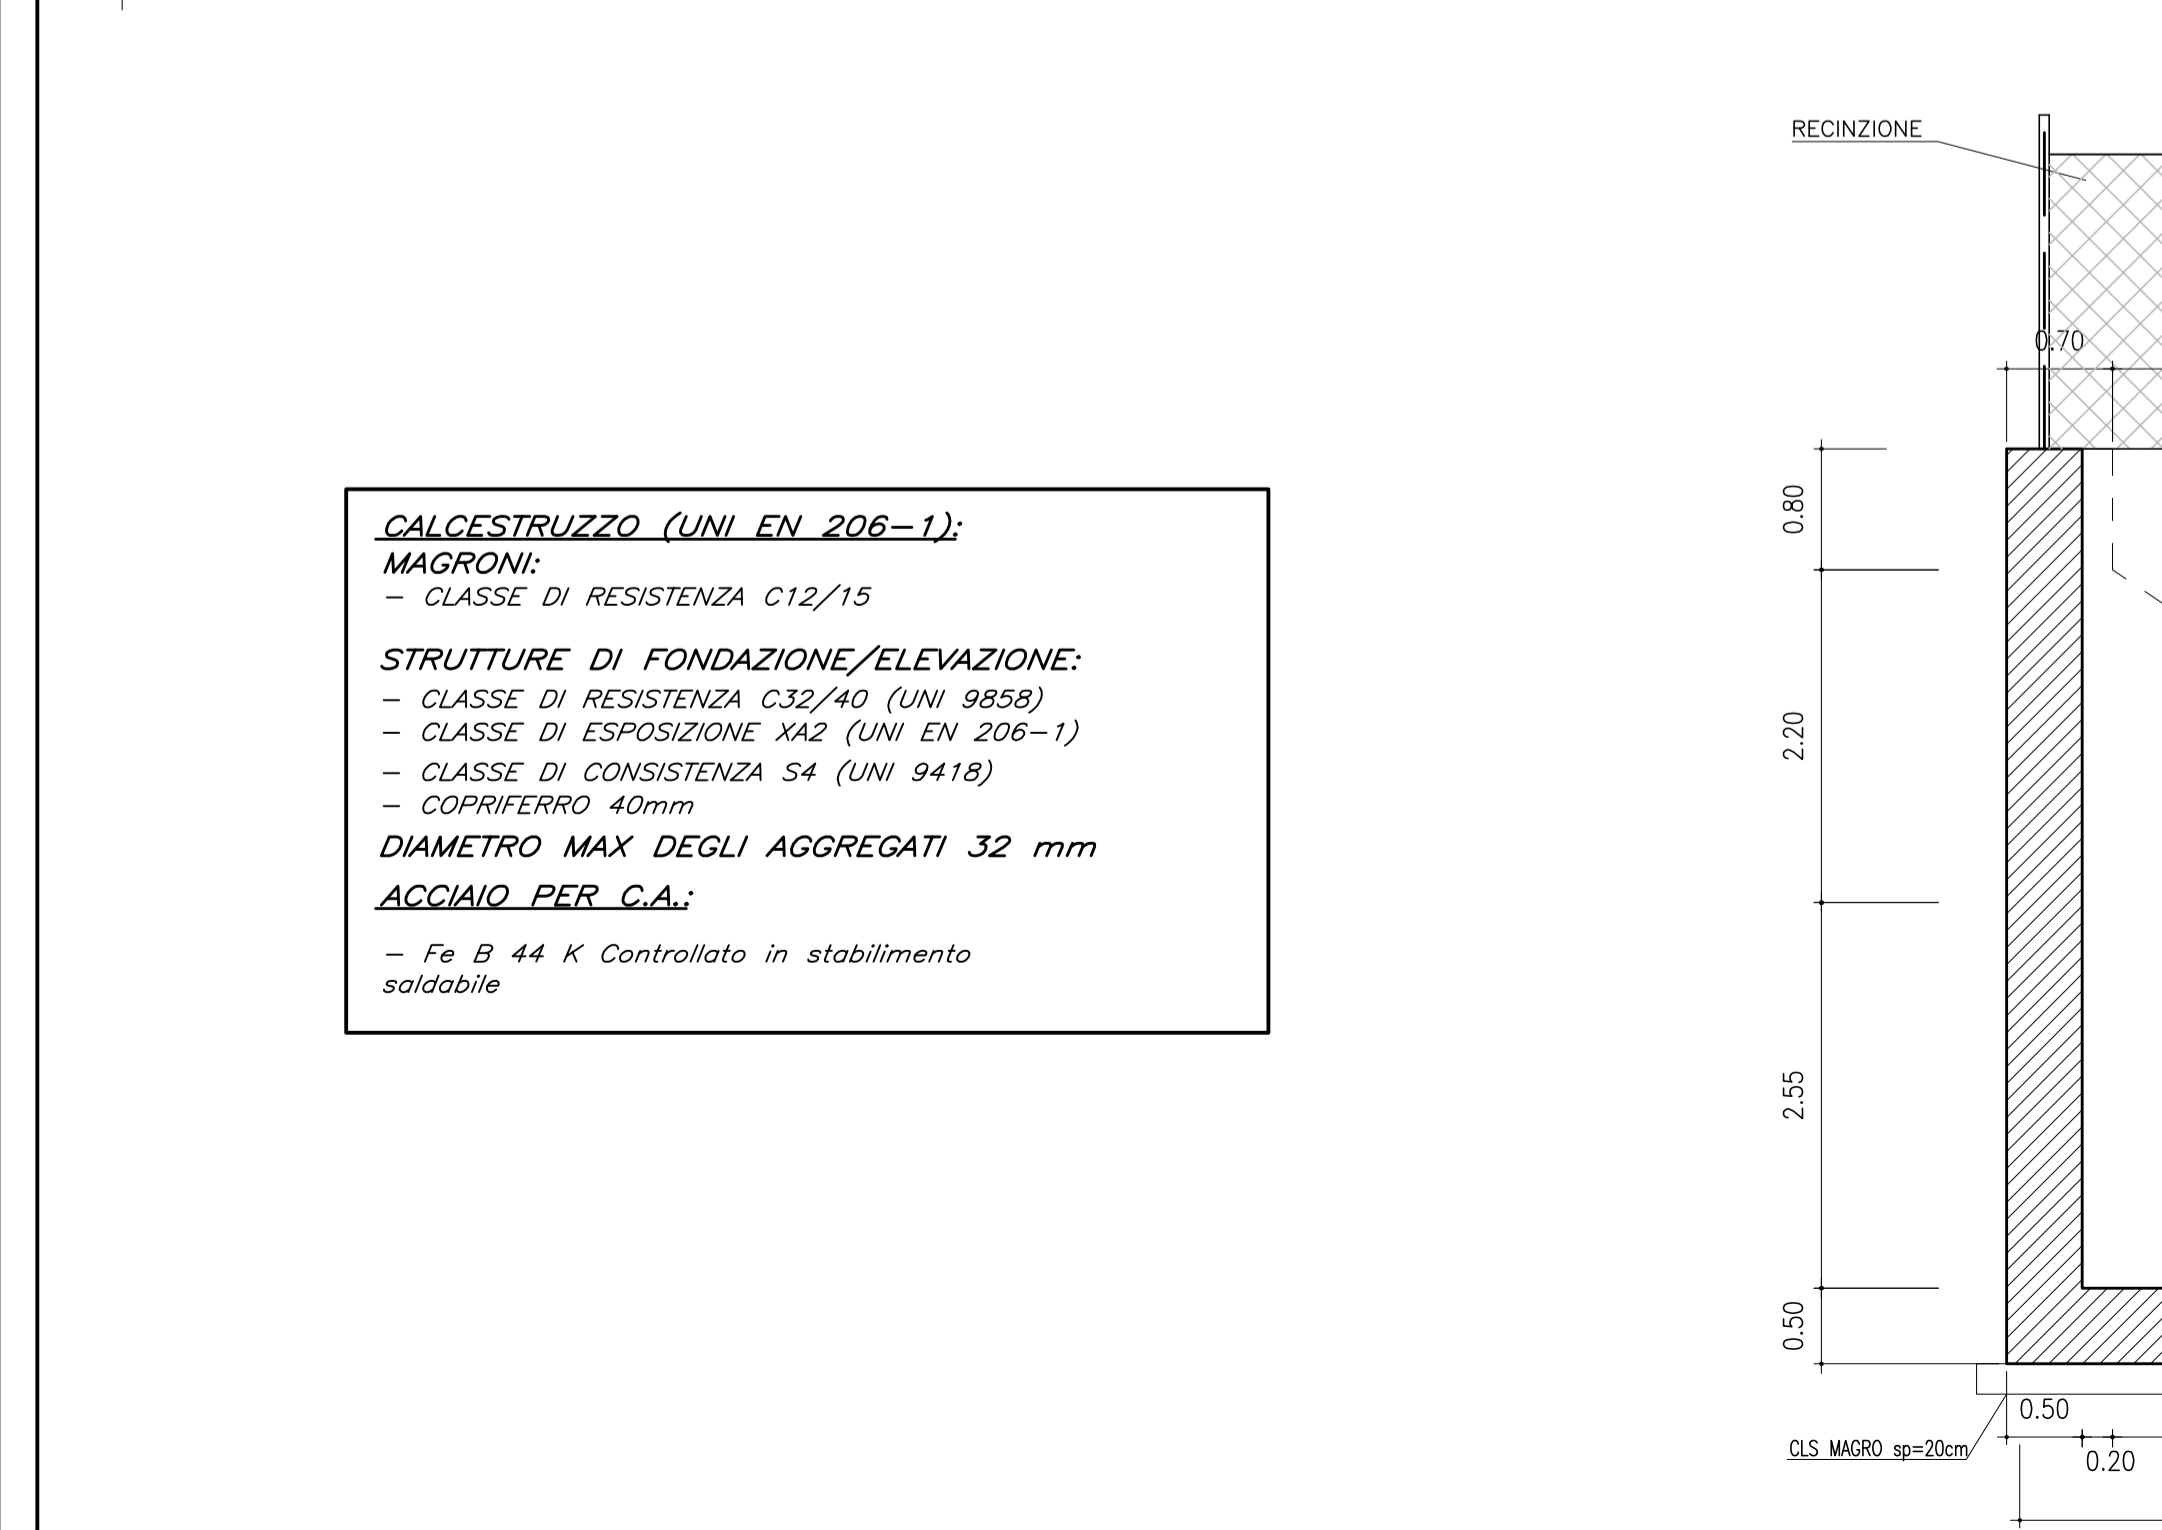 CALCESTRUZZO (UNI EN 206-1):
MAGRONI:
- CLASSE DI RESISTENZA C12/15
STRUTTURE DI FONDAZIONE/ELEVAZIONE:
- CLASSE DI RESISTENZA C32/40 (UNI 9858)
- CLASSE DI ESPOSIZIONE XA2 (UNI EN 206-1)
- CLASSE DI CONSISTENZA S4 (UNI 9418)
- COPRIFERRO 40mm
DIAMETRO MAX DEGLI AGGREGATI 32 mm
ACCIAIO PER C.A.:
- Fe B 44 K Controllato in stabilimento
saldabile
RECINZIONE
0.70
0.80
2.20
2.55
0.50
0.50
CLS MAGRO sp=20cm
0.20